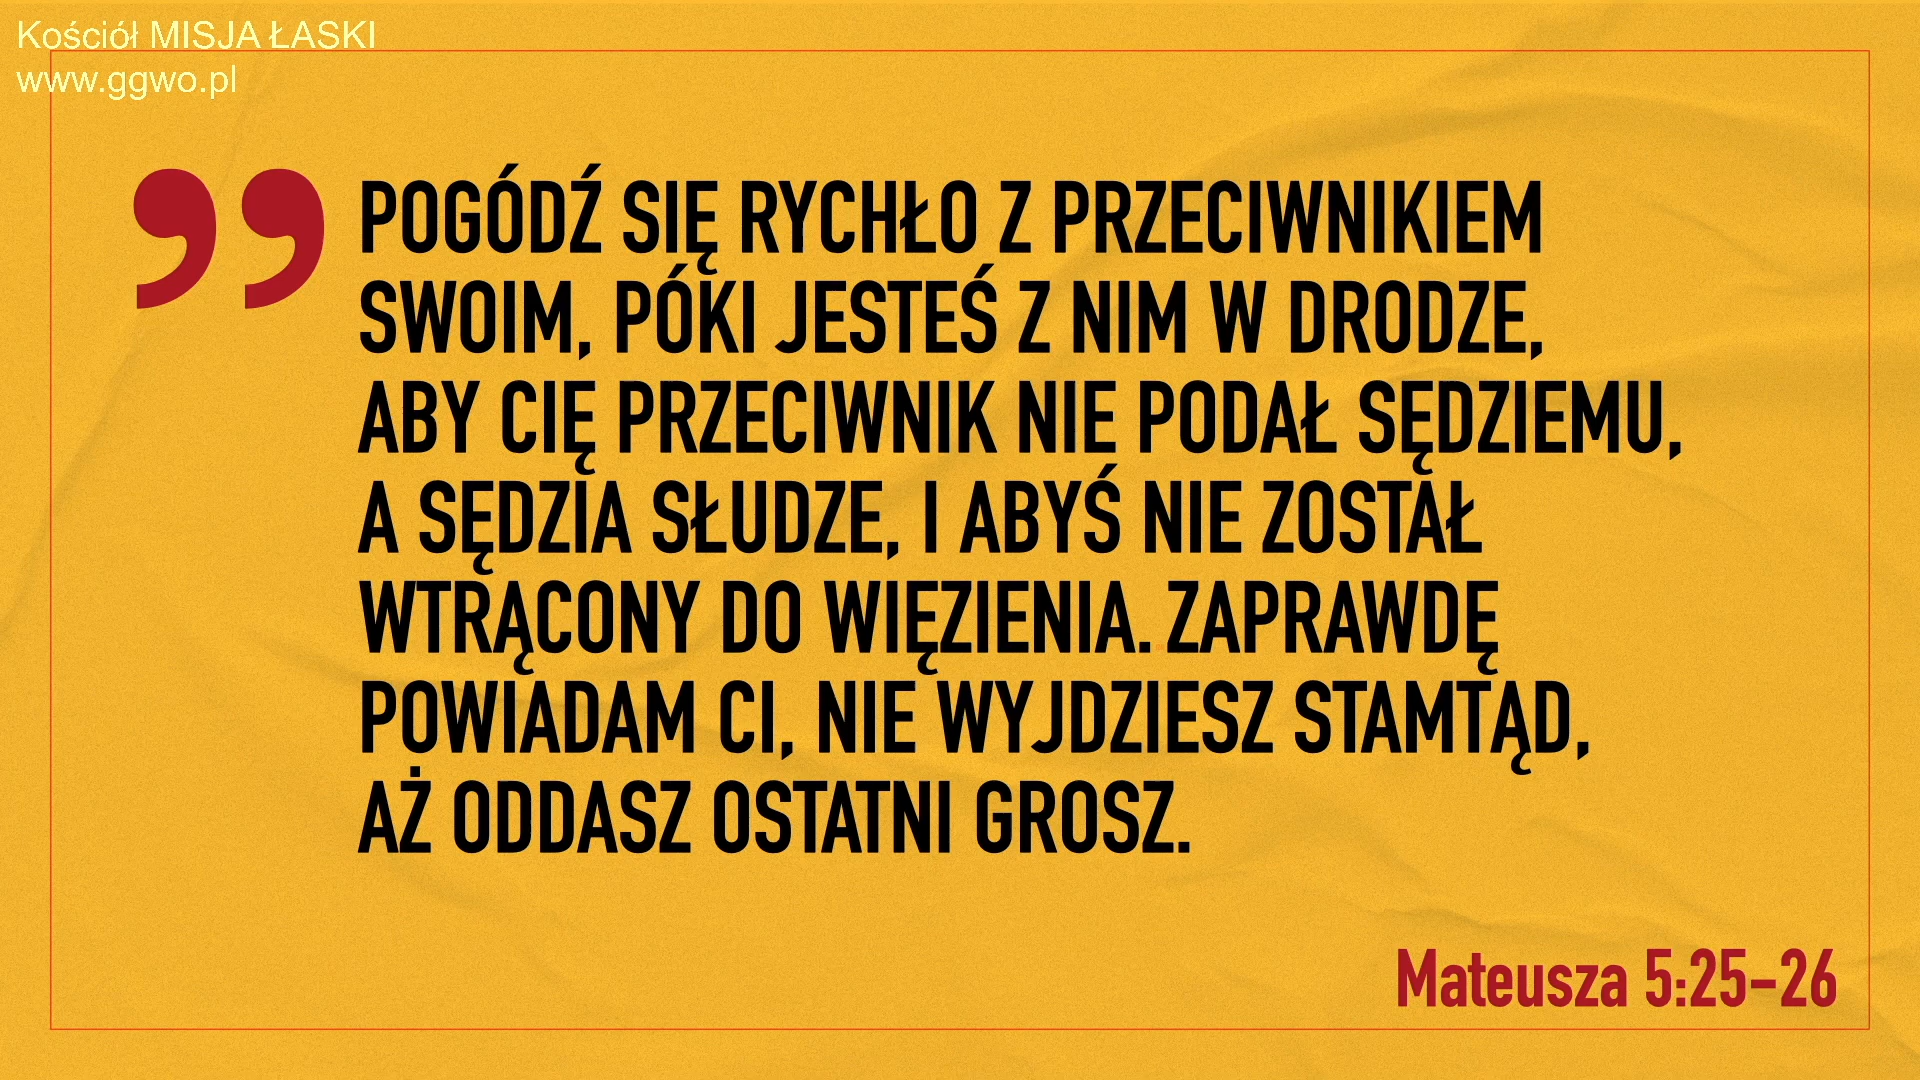 Kościół MISJA ŁASKI
www.ggwo.pl
” POGÓDŹ SIĘ RYCHŁO Z PRZECIWNIKIEM
SWOIM, PÓKI JESTEŚ Z NIM W DRODZE,
ABY CIĘ PRZECIWNIK NIE PODAŁ SĘDZIEMU,
A SĘDZIA SŁUDZE, I ABYŚ NIE ZOSTAŁ
WTRĄCONY DO WIĘZIENIA. ZAPRAWDĘ
POWIADAM CI, NIE WYJDZIESZ STAMTĄD,
AŻ ODDASZ OSTATNI GROSZ.
Mateusza 5:25-26